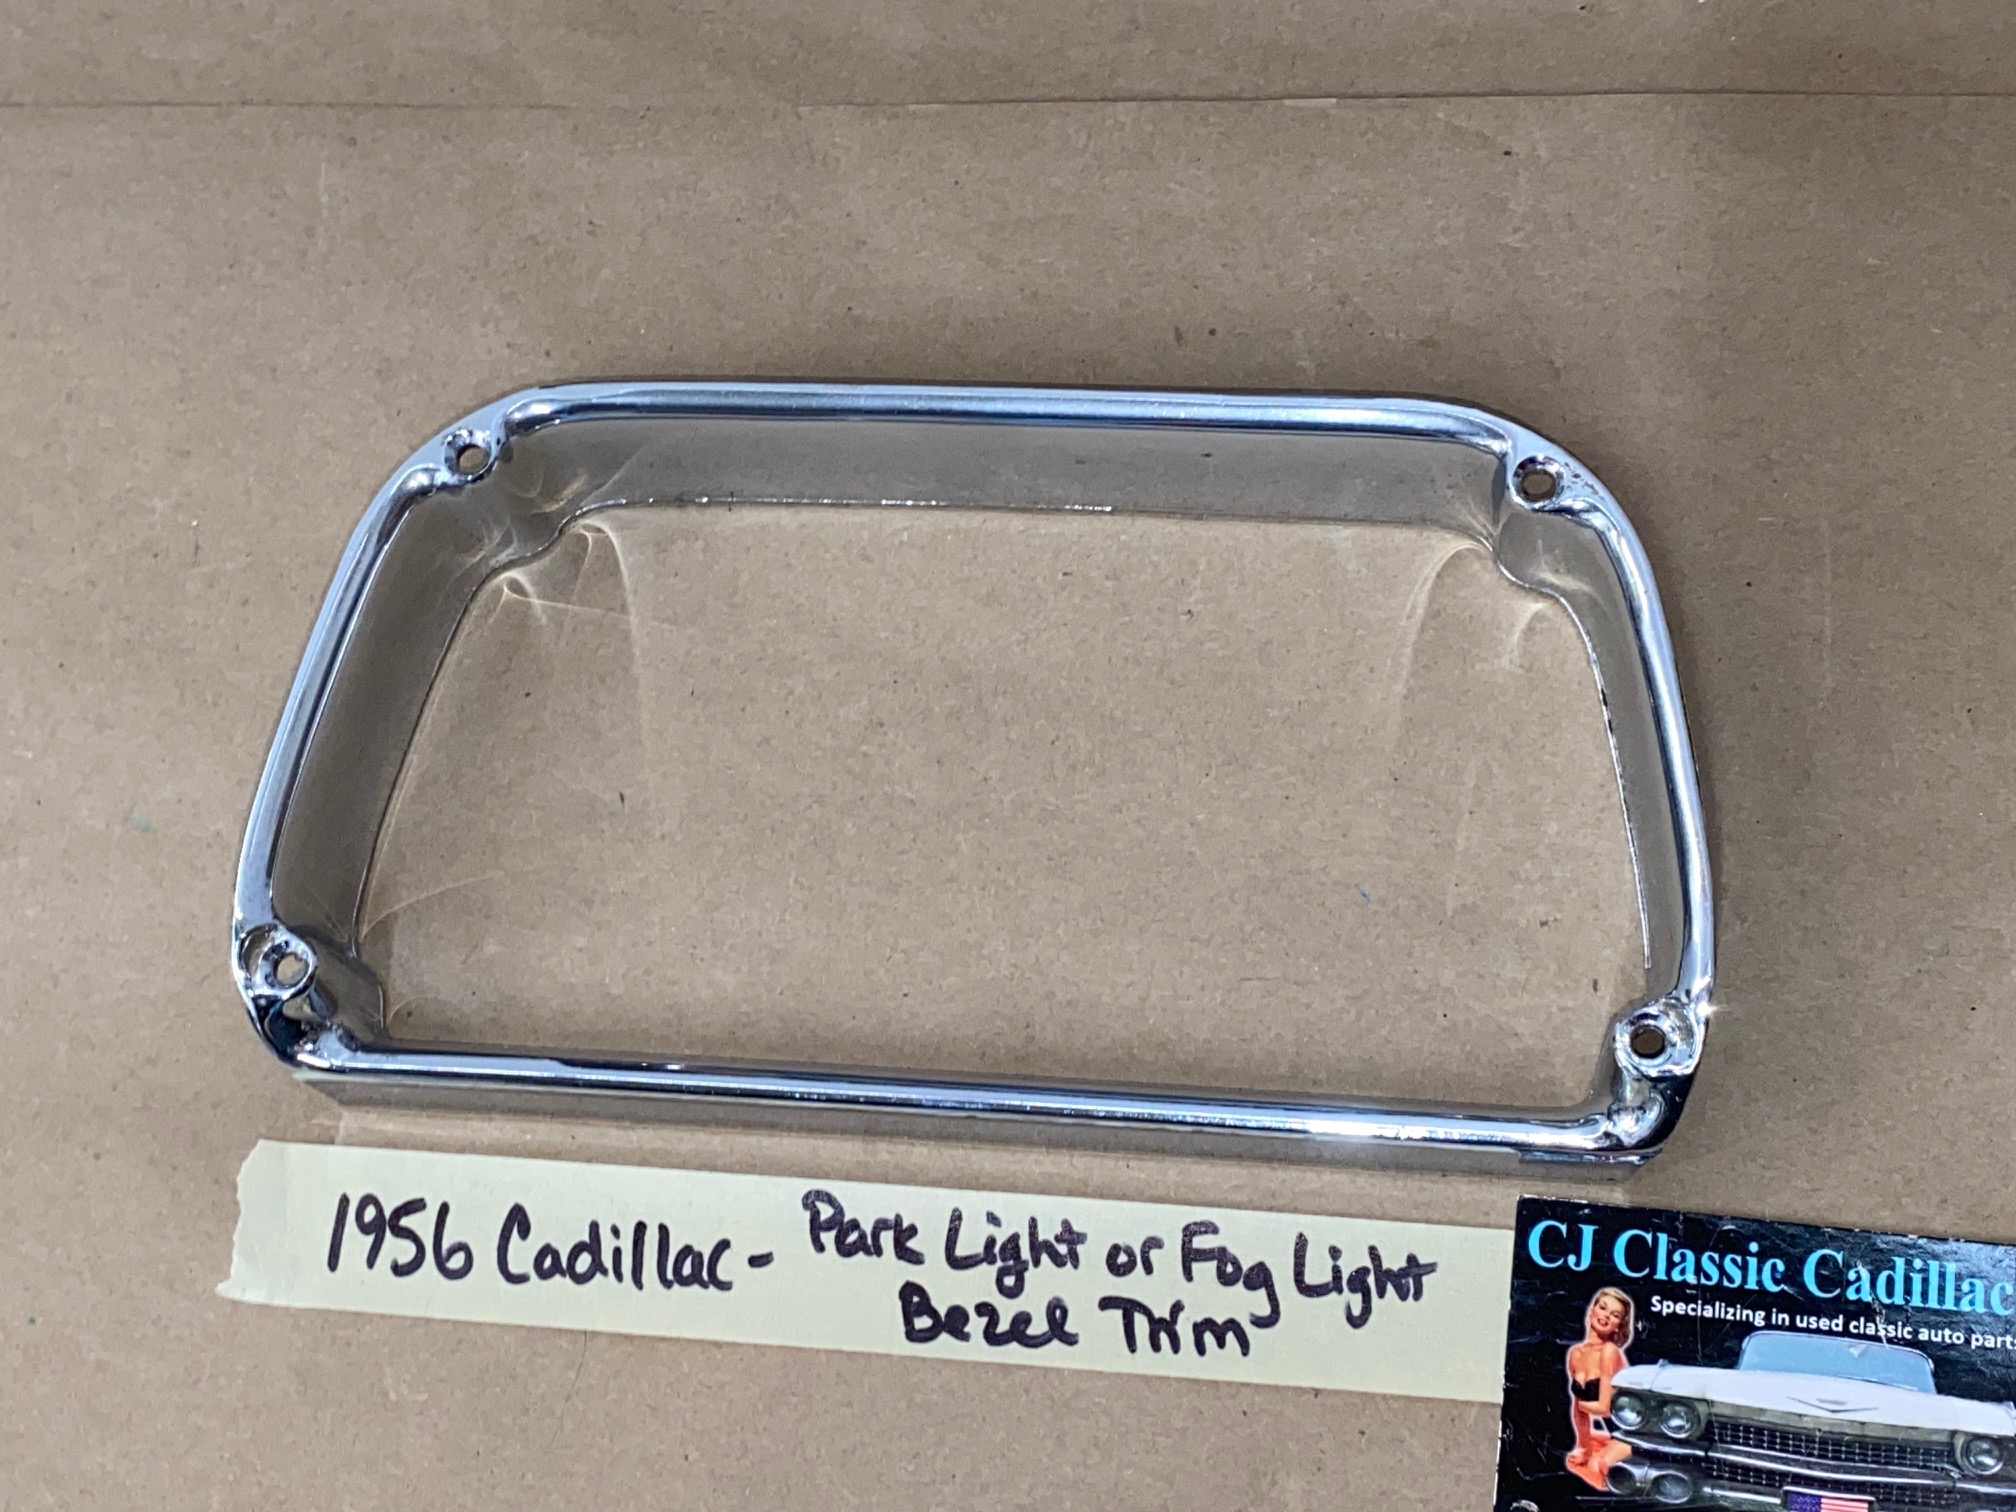 1956 Cadillac - Park Light or Fog Light
Bezel Trim
CJ Classic Cadillac
Specializing in used classic auto parts